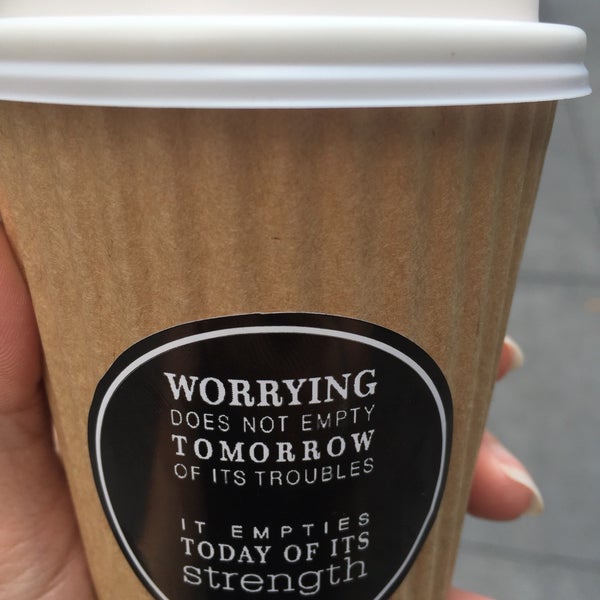 WORRYING
DOES NOT EMPTY
TOMORROW
OF ITS TROUBLES
IT EMPTIES
TODAY OF ITS
strength